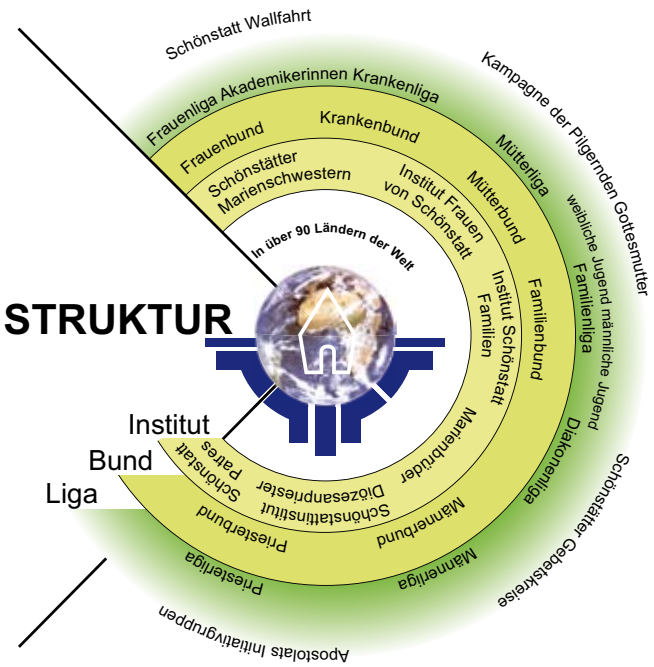 Schönstatt Wallfahrt
Kampagne der Pilgernden Gottesmutter
Schönstätter Gebetskreise
Apostolats Initiativgruppen
Frauenliga Akademikerinnen Krankenliga
Mütterliga
weibliche Jugend männliche Jugend
Familienliga
Diakonenliga
Männerliga
Priesterliga
Frauenbund
Krankenbund
Mütterbund
Familienbund
Männerbund
Priesterbund
Schönstätter
Marienschwestern
Institut Frauen
von Schönstatt
Institut Schönstatt
Familien
Marienbrüder
Schönstattinstitut
Diözesanpriester
Schönstatt
Patres
In über 90 Ländern der Welt
STRUKTUR
Institut
Bund
Liga